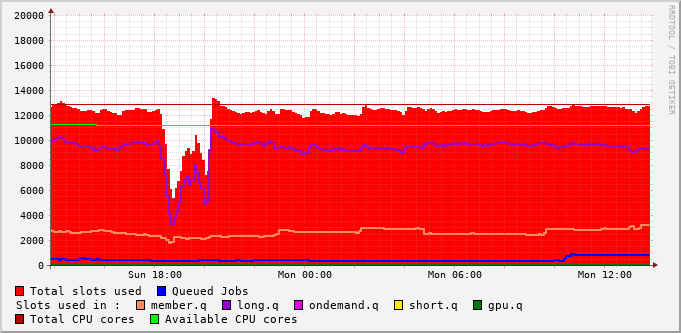 20000
18000
16000
14000
12000
10000
8000
6000
4000
2000
0
Sun 18:00 Mon 00:00 Mon 06:00 Mon 12:00
Total slots used Queued Jobs
Slots used in : member.q long.q ondemand.q short.q gpu.q
Total CPU cores Available CPU cores
RRDTOOL / TOBI OETIKER